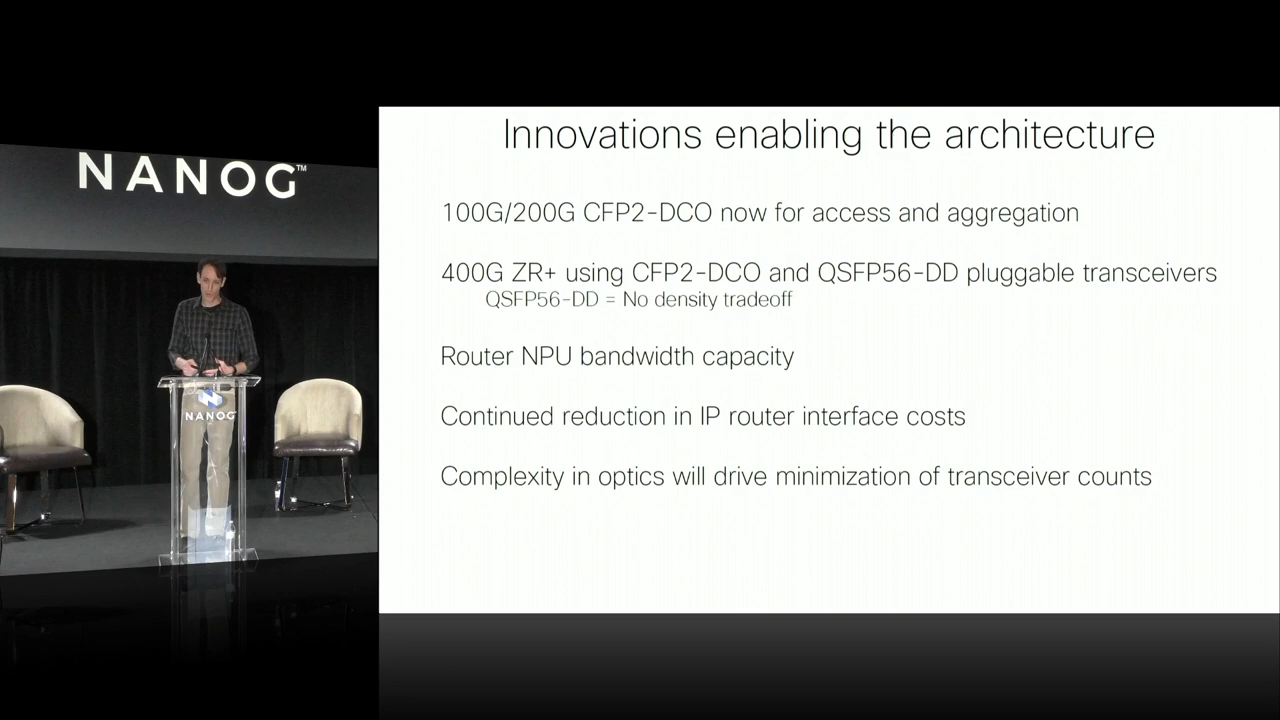 NANOG™
NANOG
Innovations enabling the architecture
100G/200G CFP2-DCO now for access and aggregation
400G ZR+ using CFP2-DCO and QSFP56-DD pluggable transceivers
QSFP56-DD = No density tradeoff
Router NPU bandwidth capacity
Continued reduction in IP router interface costs
Complexity in optics will drive minimization of transceiver counts